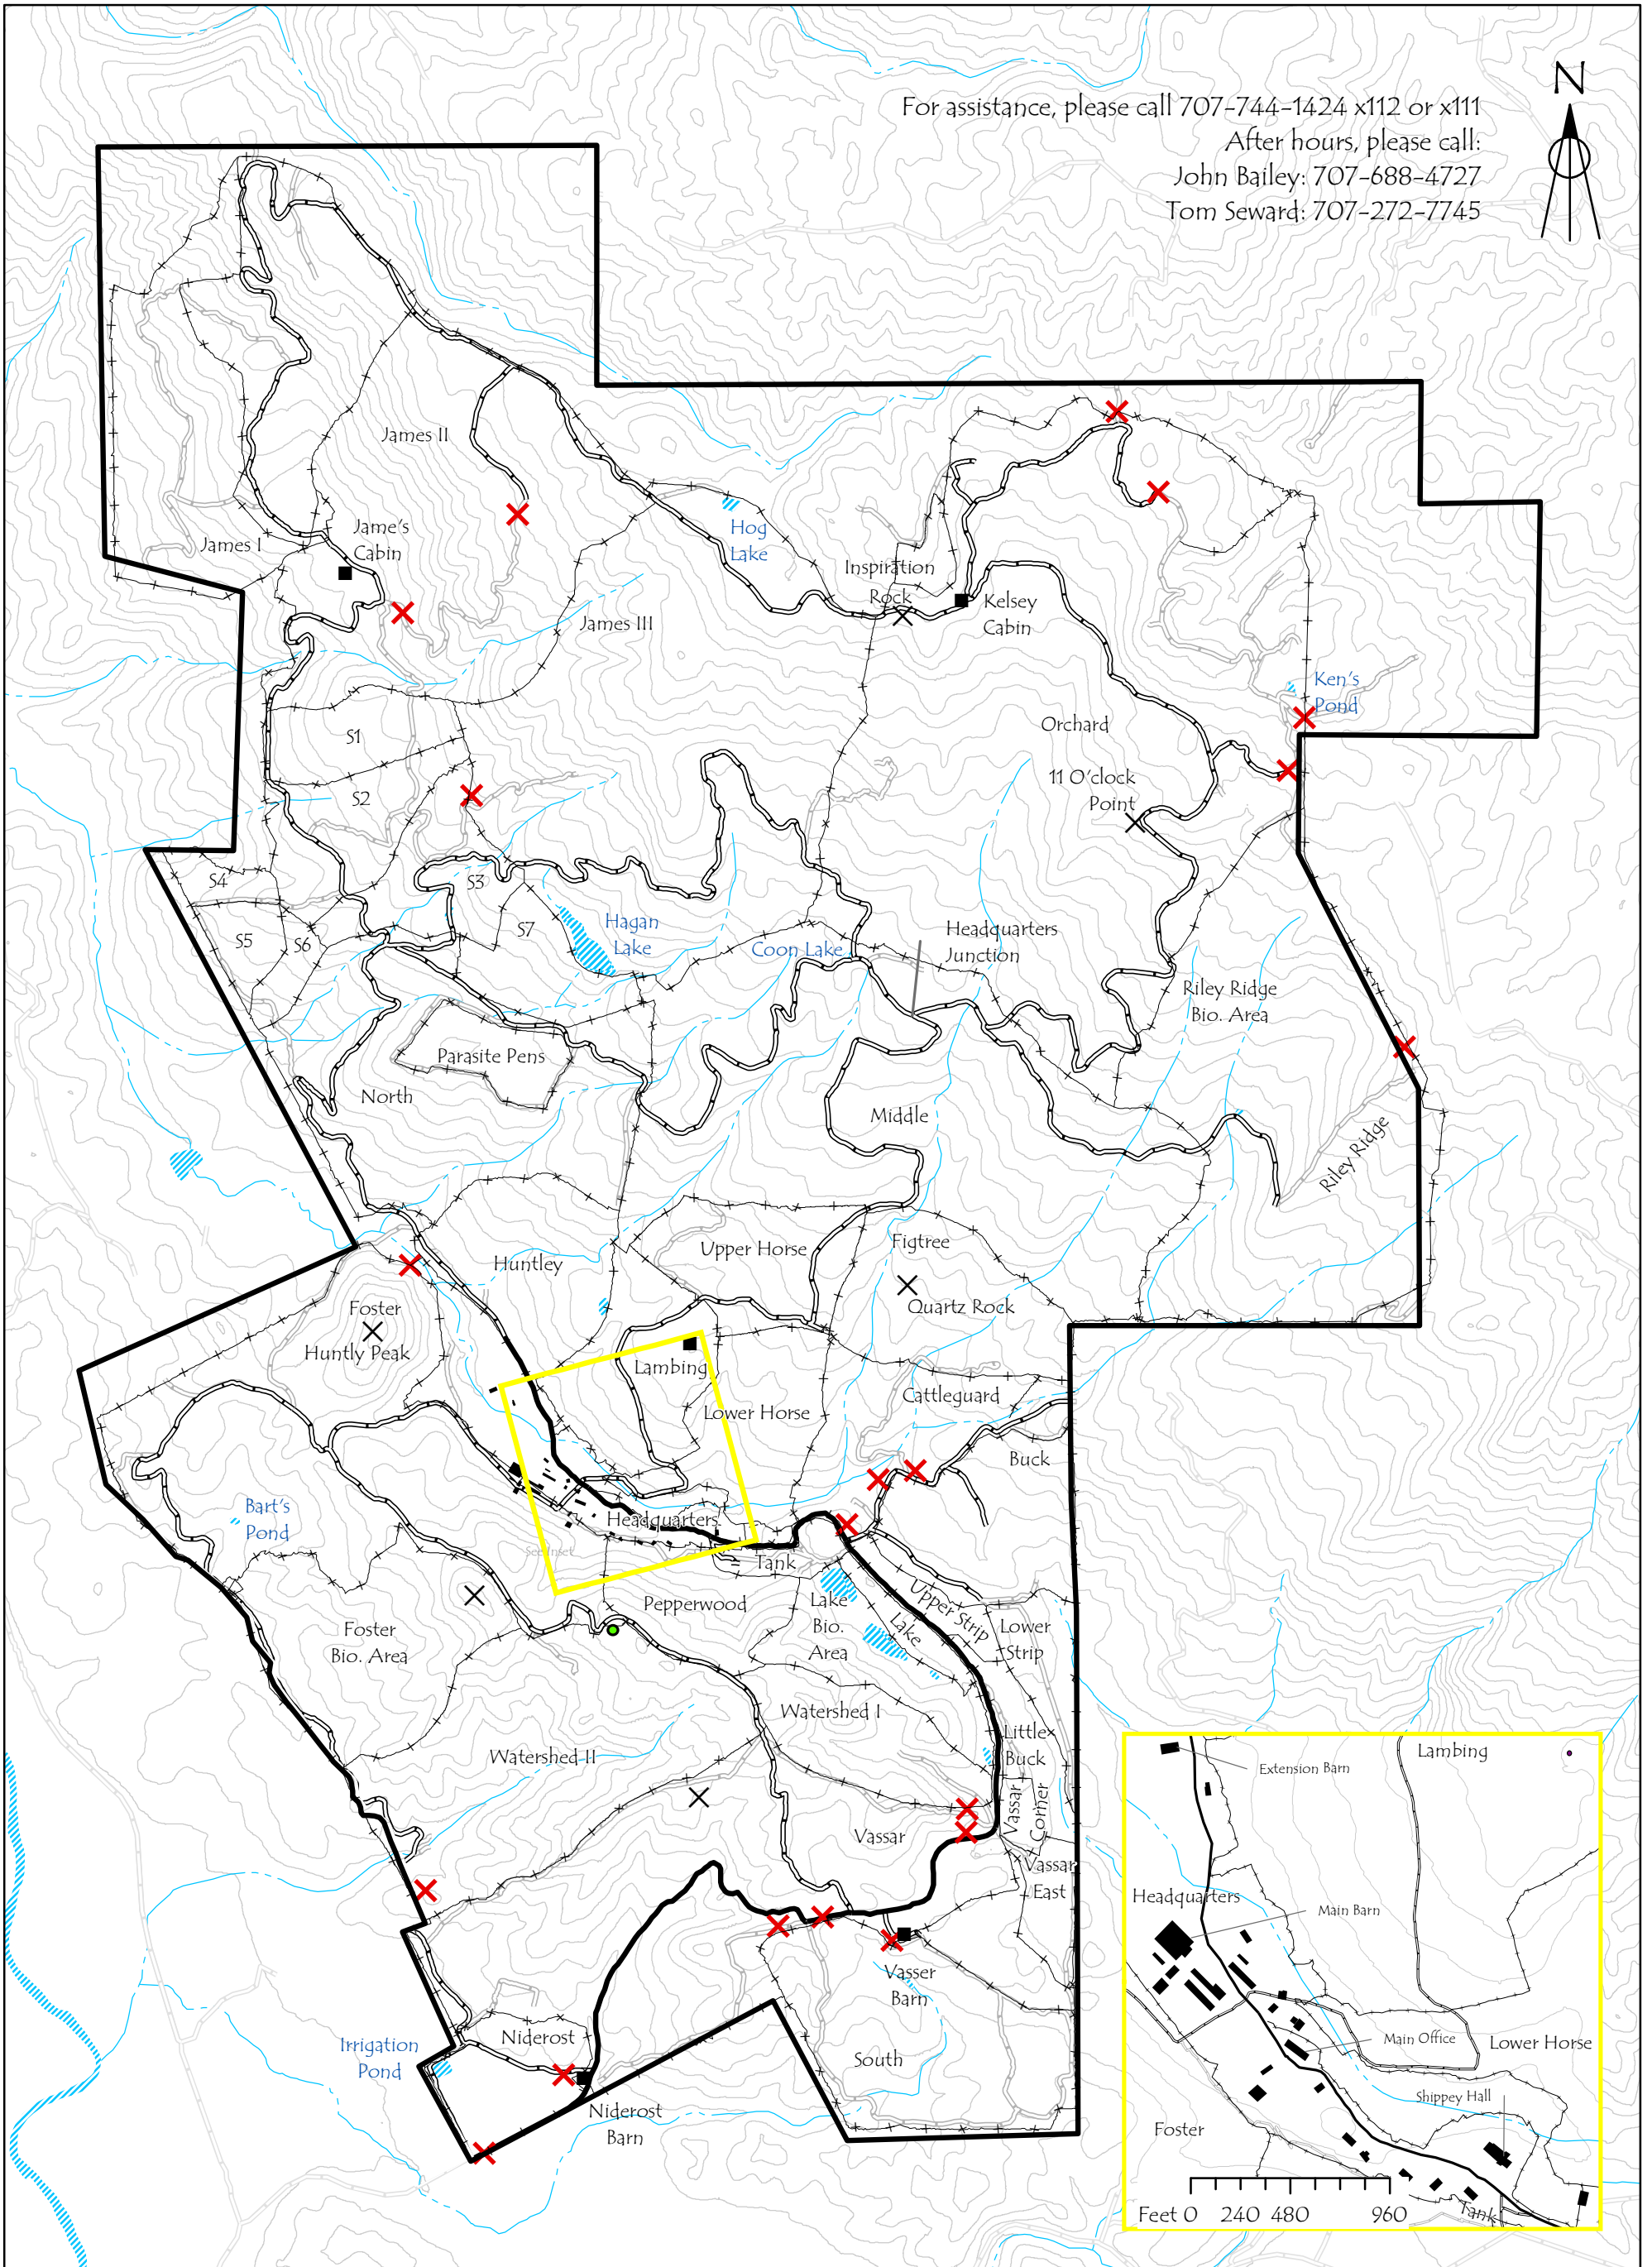 N
For assistance, please call 707-744-1424 x112 or x111
After hours, please call:
John Bailey: 707-688-4727
Tom Seward: 707-272-7745
James II
Hog
Lake
James I
Jame's
Cabin
Inspiration
Rock
Kelsey
Cabin
James III
Ken's
Pond
Orchard
S1
11 O'clock
Point
S2
S4
S3
S5
S6
S7
Hagan
Lake
Coon Lake
Headquarters
Junction
Riley Ridge
Bio. Area
Parasite Pens
North
Middle
Riley Ridge
Huntley
Upper Horse
Figtree
Quartz Rock
Foster
Huntly Peak
Lambing
Lower Horse
Cattleguard
Buck
Bart's
Pond
Headquarters
See Inset
Tank
Pepperwood
Lake
Bio.
Area
Lake
Upper Strip
Lower
Strip
Foster
Bio. Area
Watershed I
Little
Buck
Watershed II
Vassar
Vassar
Corner
Vassar
East
Vasser
Barn
South
Irrigation
Pond
Niderost
Niderost
Barn
Lambing
Extension Barn
Headquarters
Main Barn
Main Office
Lower Horse
Shippey Hall
Foster
Tank
Feet 0 240 480 960